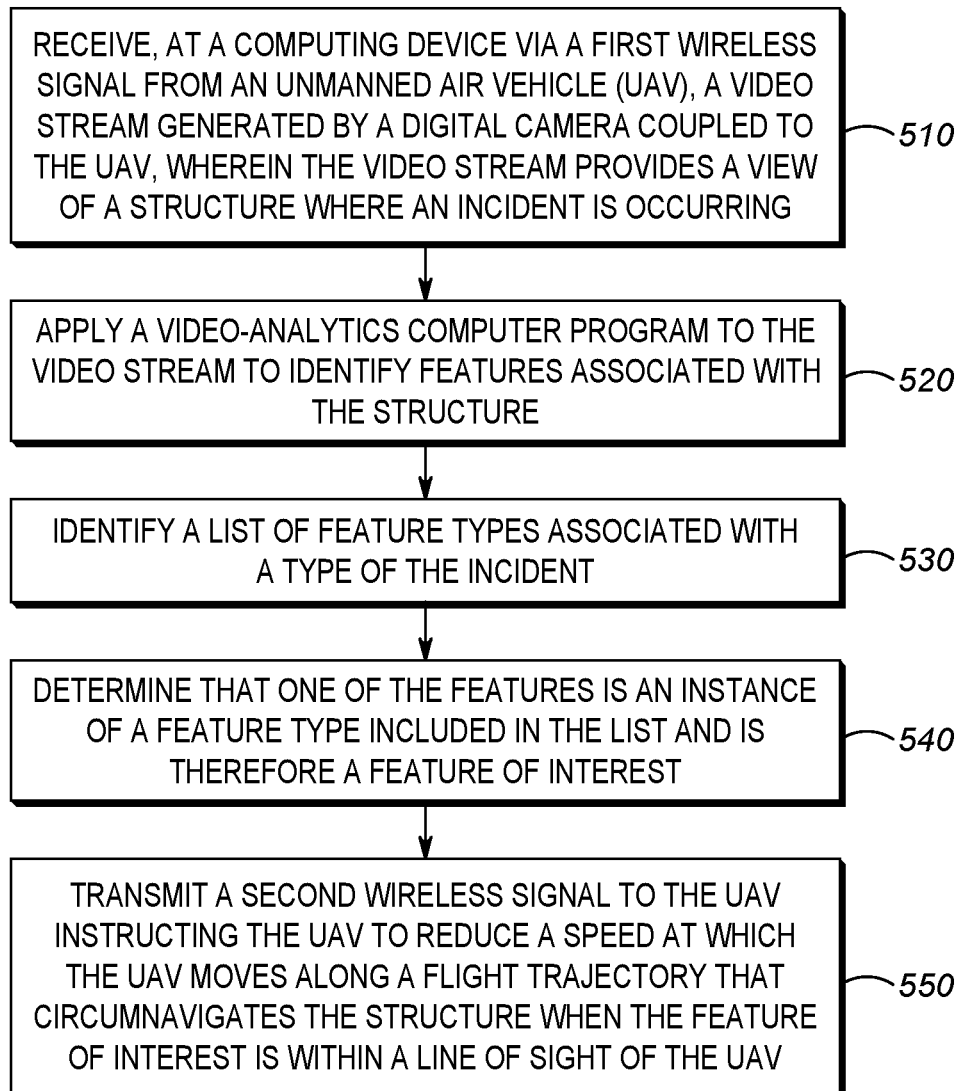 RECEIVE, AT A COMPUTING DEVICE VIA A FIRST WIRELESS
SIGNAL FROM AN UNMANNED AIR VEHICLE (UAV), A VIDEO
STREAM GENERATED BY A DIGITAL CAMERA COUPLED TO
THE UAV, WHEREIN THE VIDEO STREAM PROVIDES A VIEW
OF A STRUCTURE WHERE AN INCIDENT IS OCCURRING
510
APPLY A VIDEO-ANALYTICS COMPUTER PROGRAM TO THE
VIDEO STREAM TO IDENTIFY FEATURES ASSOCIATED WITH
THE STRUCTURE
520
IDENTIFY A LIST OF FEATURE TYPES ASSOCIATED WITH
A TYPE OF THE INCIDENT
530
DETERMINE THAT ONE OF THE FEATURES IS AN INSTANCE
OF A FEATURE TYPE INCLUDED IN THE LIST AND IS
THEREFORE A FEATURE OF INTEREST
540
TRANSMIT A SECOND WIRELESS SIGNAL TO THE UAV
INSTRUCTING THE UAV TO REDUCE A SPEED AT WHICH
THE UAV MOVES ALONG A FLIGHT TRAJECTORY THAT
CIRCUMNAVIGATES THE STRUCTURE WHEN THE FEATURE
OF INTEREST IS WITHIN A LINE OF SIGHT OF THE UAV
550